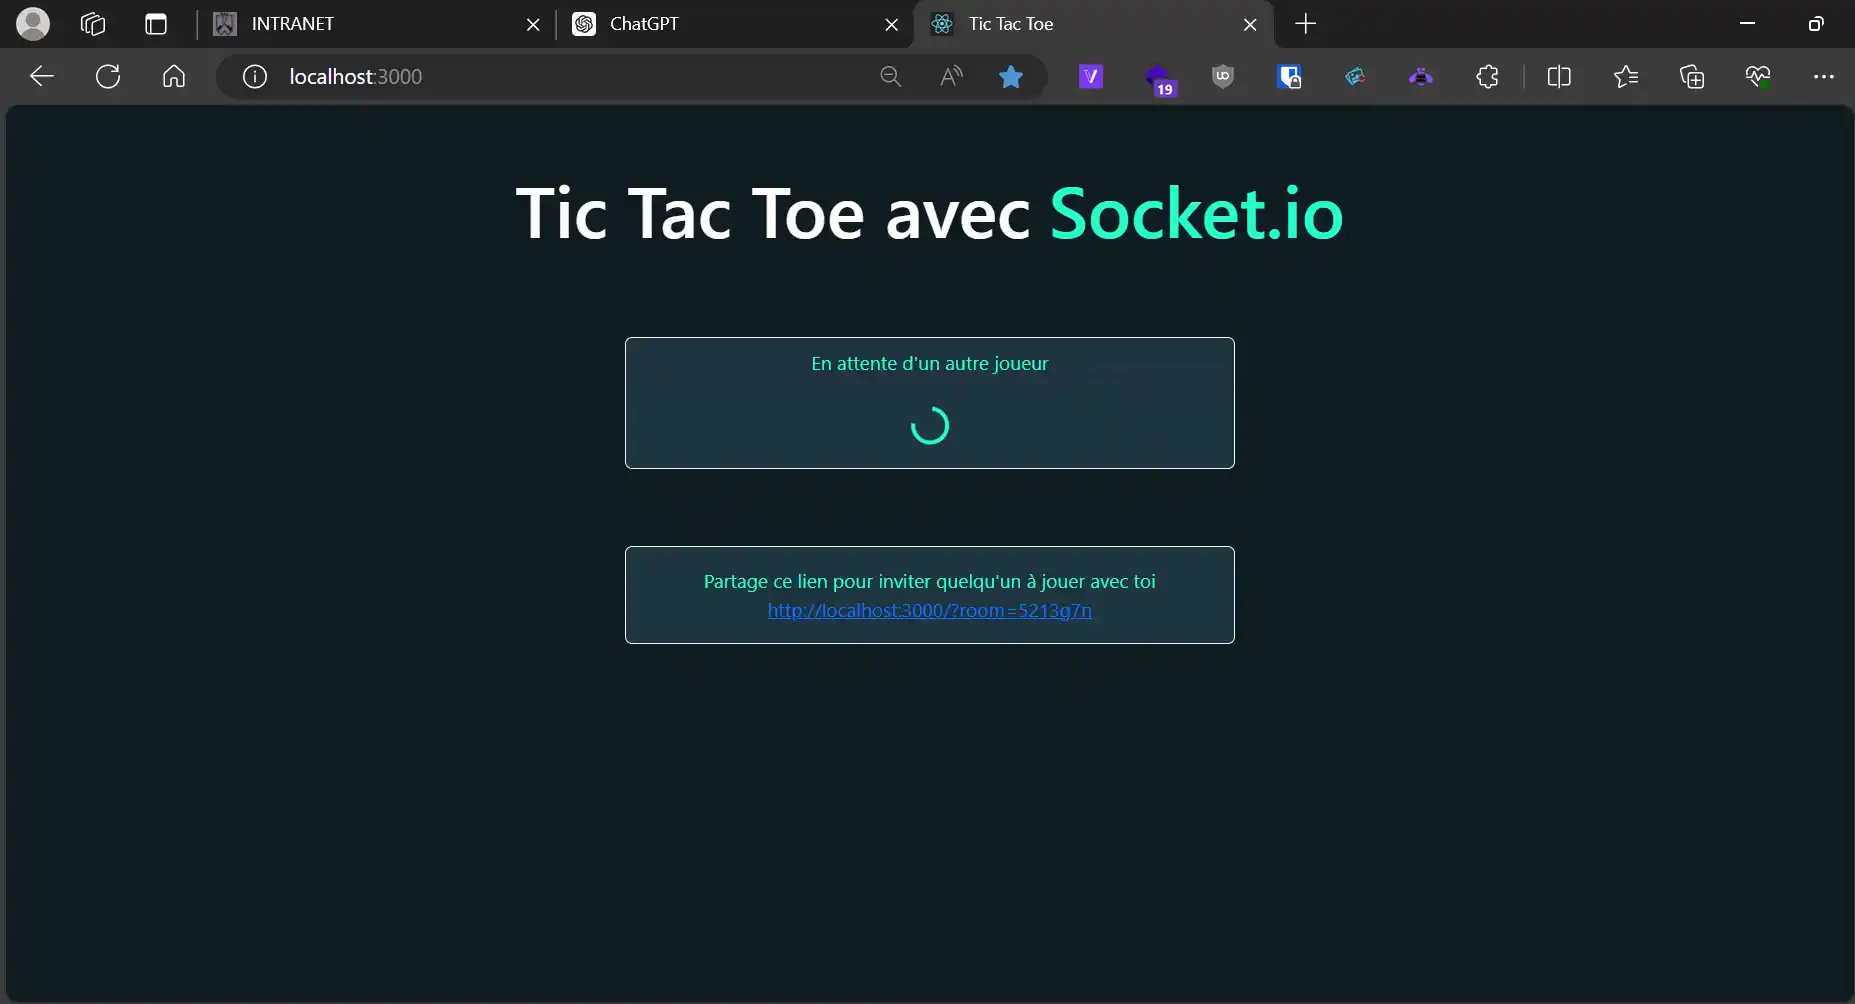 INTRANET
ChatGPT
Tic Tac Toe
localhost:3000
A
V
19
UD
Tic Tac Toe avec Socket.io
En attente d'un autre joueur
Partage ce lien pour inviter quelqu'un à jouer avec toi
http://localhost:3000/?room=5213g7n